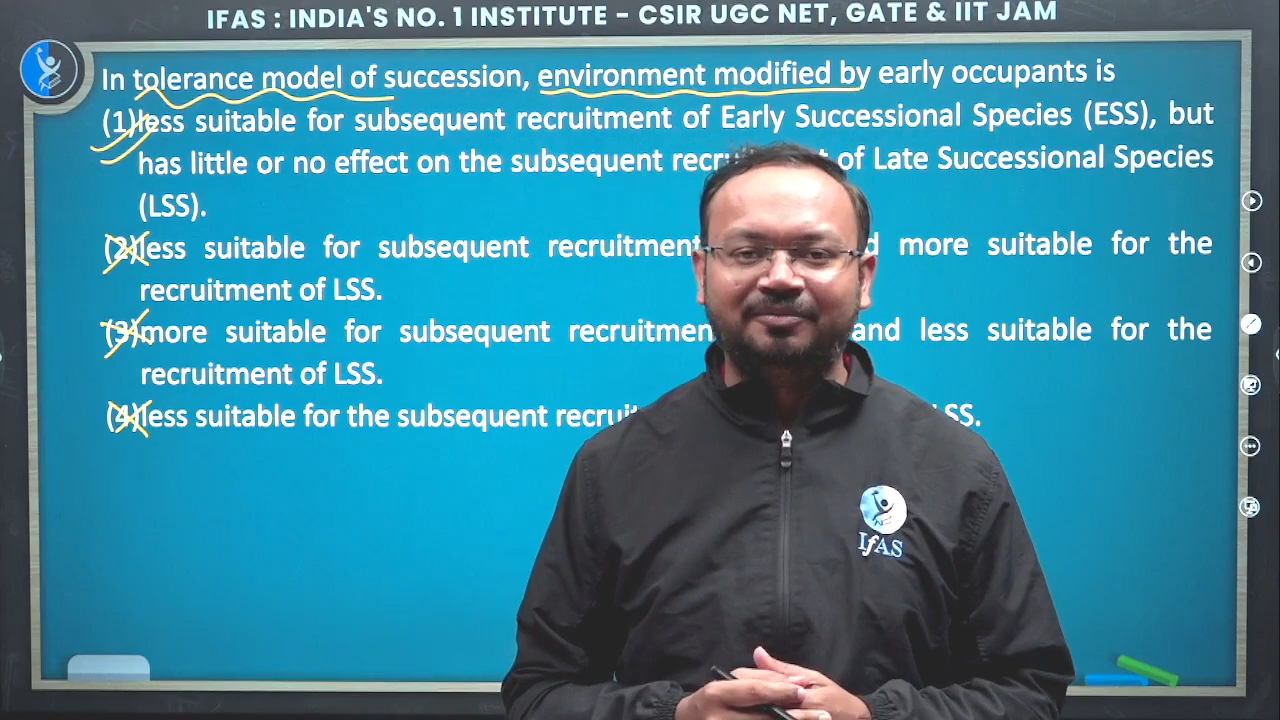 IFAS : INDIA'S NO. 1 INSTITUTE – CSIR UGC NET, GATE & IIT JAM
In tolerance model of succession, environment modified by early occupants is
(1)less suitable for subsequent recruitment of Early Successional Species (ESS), but
has little or no effect on the subsequent of Late Successional Species
(LSS).
(2)less suitable for subsequent recruitment more suitable for the
recruitment of LSS.
(3)more suitable for subsequent and less suitable for the
recruitment of LSS.
(4)less suitable for the subsequent
IfAS